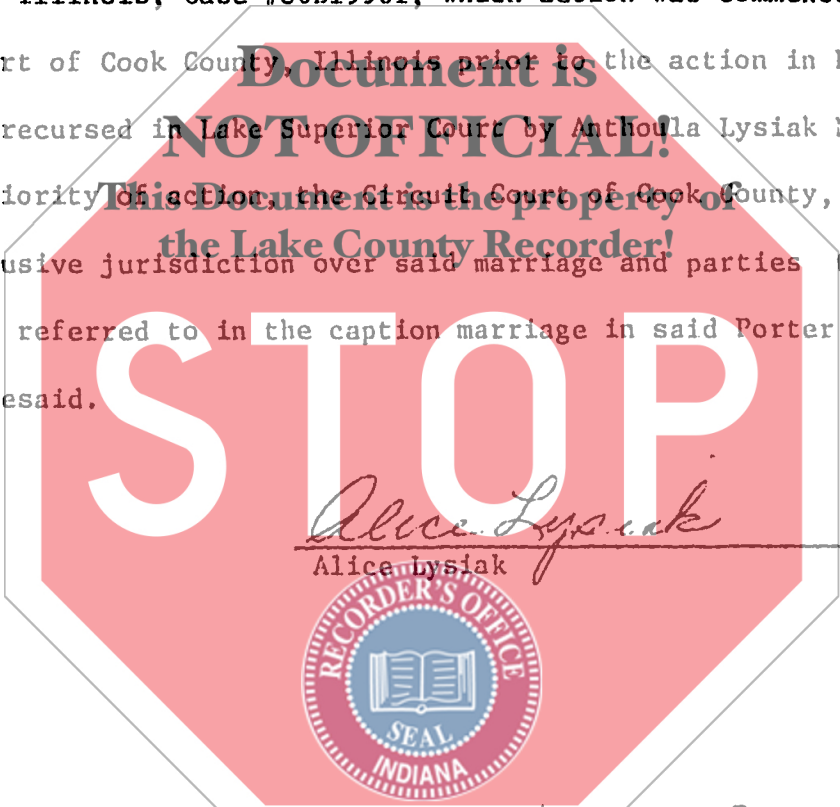 Illinois, Case
which
was
rt of Cook County, Illinois prior to the action in
Document is
recursed in Lake Superior Court by Anthoula Lysiak
NOT OFFICIAL!
iority of action, the Circuit Court of Cook County,
This Document is the property of
the Lake County Recorder!
usive jurisdiction over said marriage and parties
referred to in the caption marriage in said Porter
esaid.
STOP
Alice Lysiak
Alice Lysiak
RECORDER'S OFFICE
SEAL
INDIANA